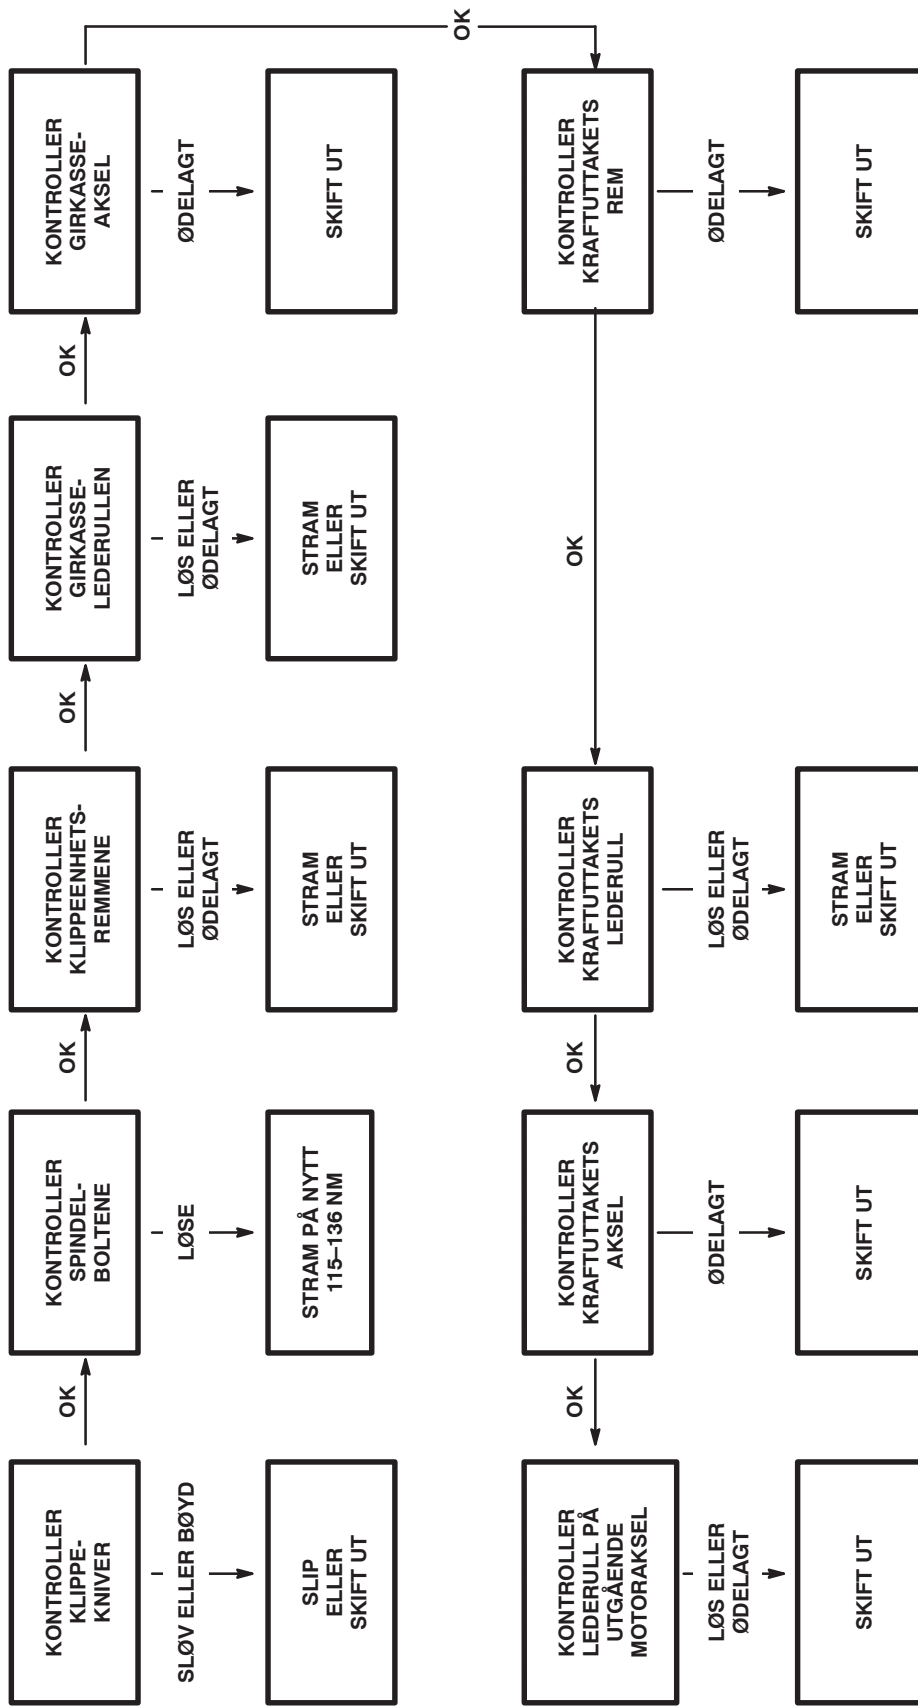 KONTROLLER
KLIPPE-
KNIVER
OK
KONTROLLER
SPINDEL-
BOLTENE
OK
KONTROLLER
KLIPPEENHETS-
REMMENE
OK
KONTROLLER
GIRKASSE-
LEDERULLEN
OK
KONTROLLER
GIRKASSE-
AKSEL
SLØV ELLER BØYD
LØSE
LØS ELLER
ØDELAGT
LØS ELLER
ØDELAGT
ØDELAGT
SLIP
ELLER
SKIFT UT
STRAM PÅ NYTT
115–136 NM
STRAM
ELLER
SKIFT UT
STRAM
ELLER
SKIFT UT
SKIFT UT
OK
KONTROLLER
LEDERULL PÅ
UTGÅENDE
MOTORAKSEL
OK
KONTROLLER
KRAFTUTTAKETS
AKSEL
OK
KONTROLLER
KRAFTUTTAKETS
LEDERULL
OK
KONTROLLER
KRAFTUTTAKETS
REM
LØS ELLER
ØDELAGT
ØDELAGT
LØS ELLER
ØDELAGT
ØDELAGT
SKIFT UT
SKIFT UT
STRAM
ELLER
SKIFT UT
SKIFT UT